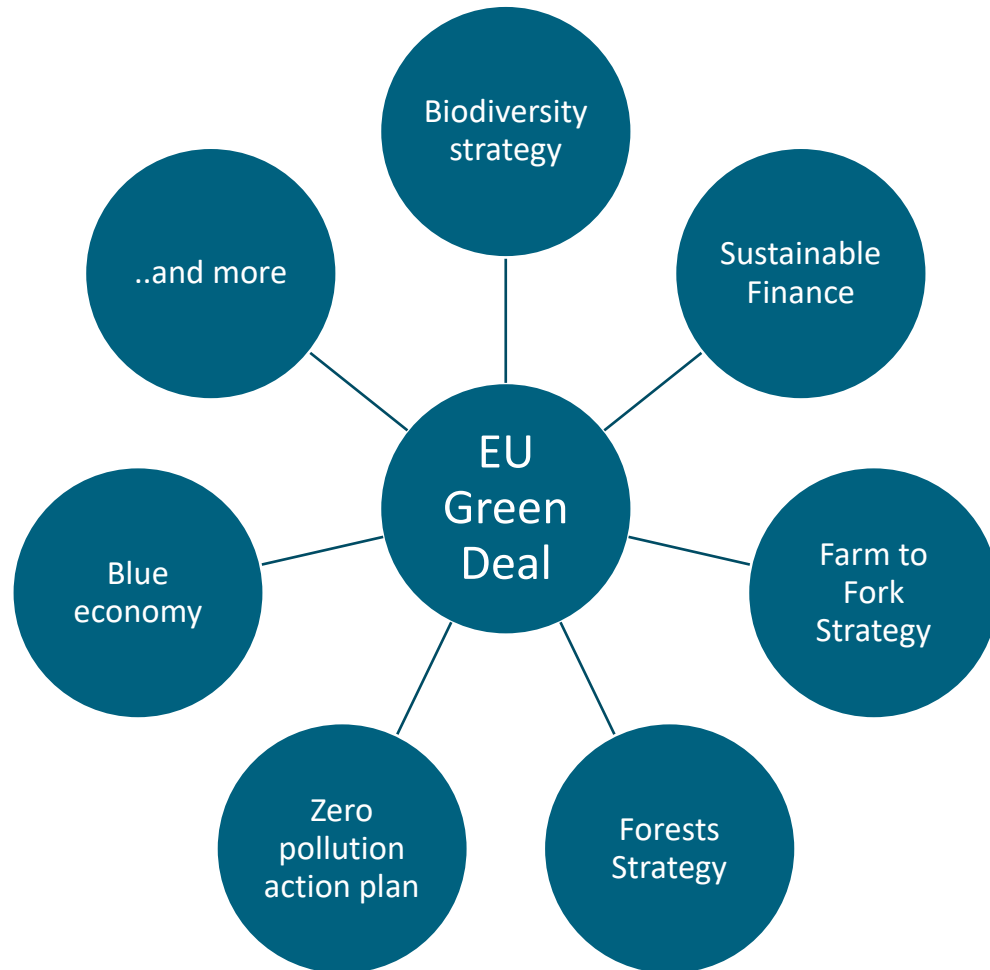 Biodiversity
strategy
Sustainable
Finance
Farm to
Fork
Strategy
Forests
Strategy
Zero
pollution
action plan
Blue
economy
..and more
EU
Green
Deal